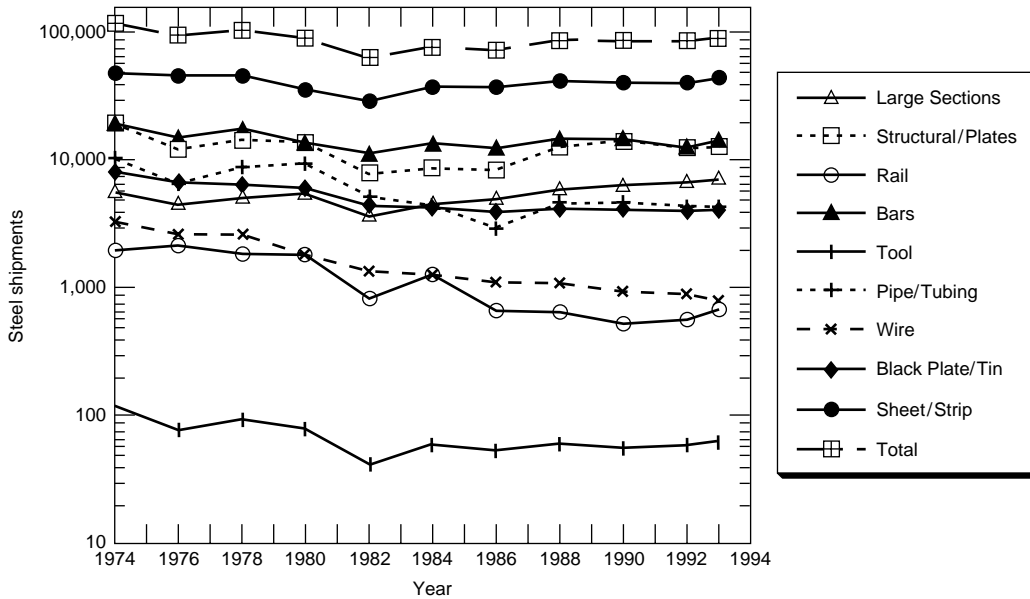 100,000
10,000
1,000
100
10
Steel shipments
1974 1976 1978 1980 1982 1984 1986 1988 1990 1992 1994
Year
Large Sections
Structural/Plates
Rail
Bars
Tool
Pipe/Tubing
Wire
Black Plate/Tin
Sheet/Strip
Total